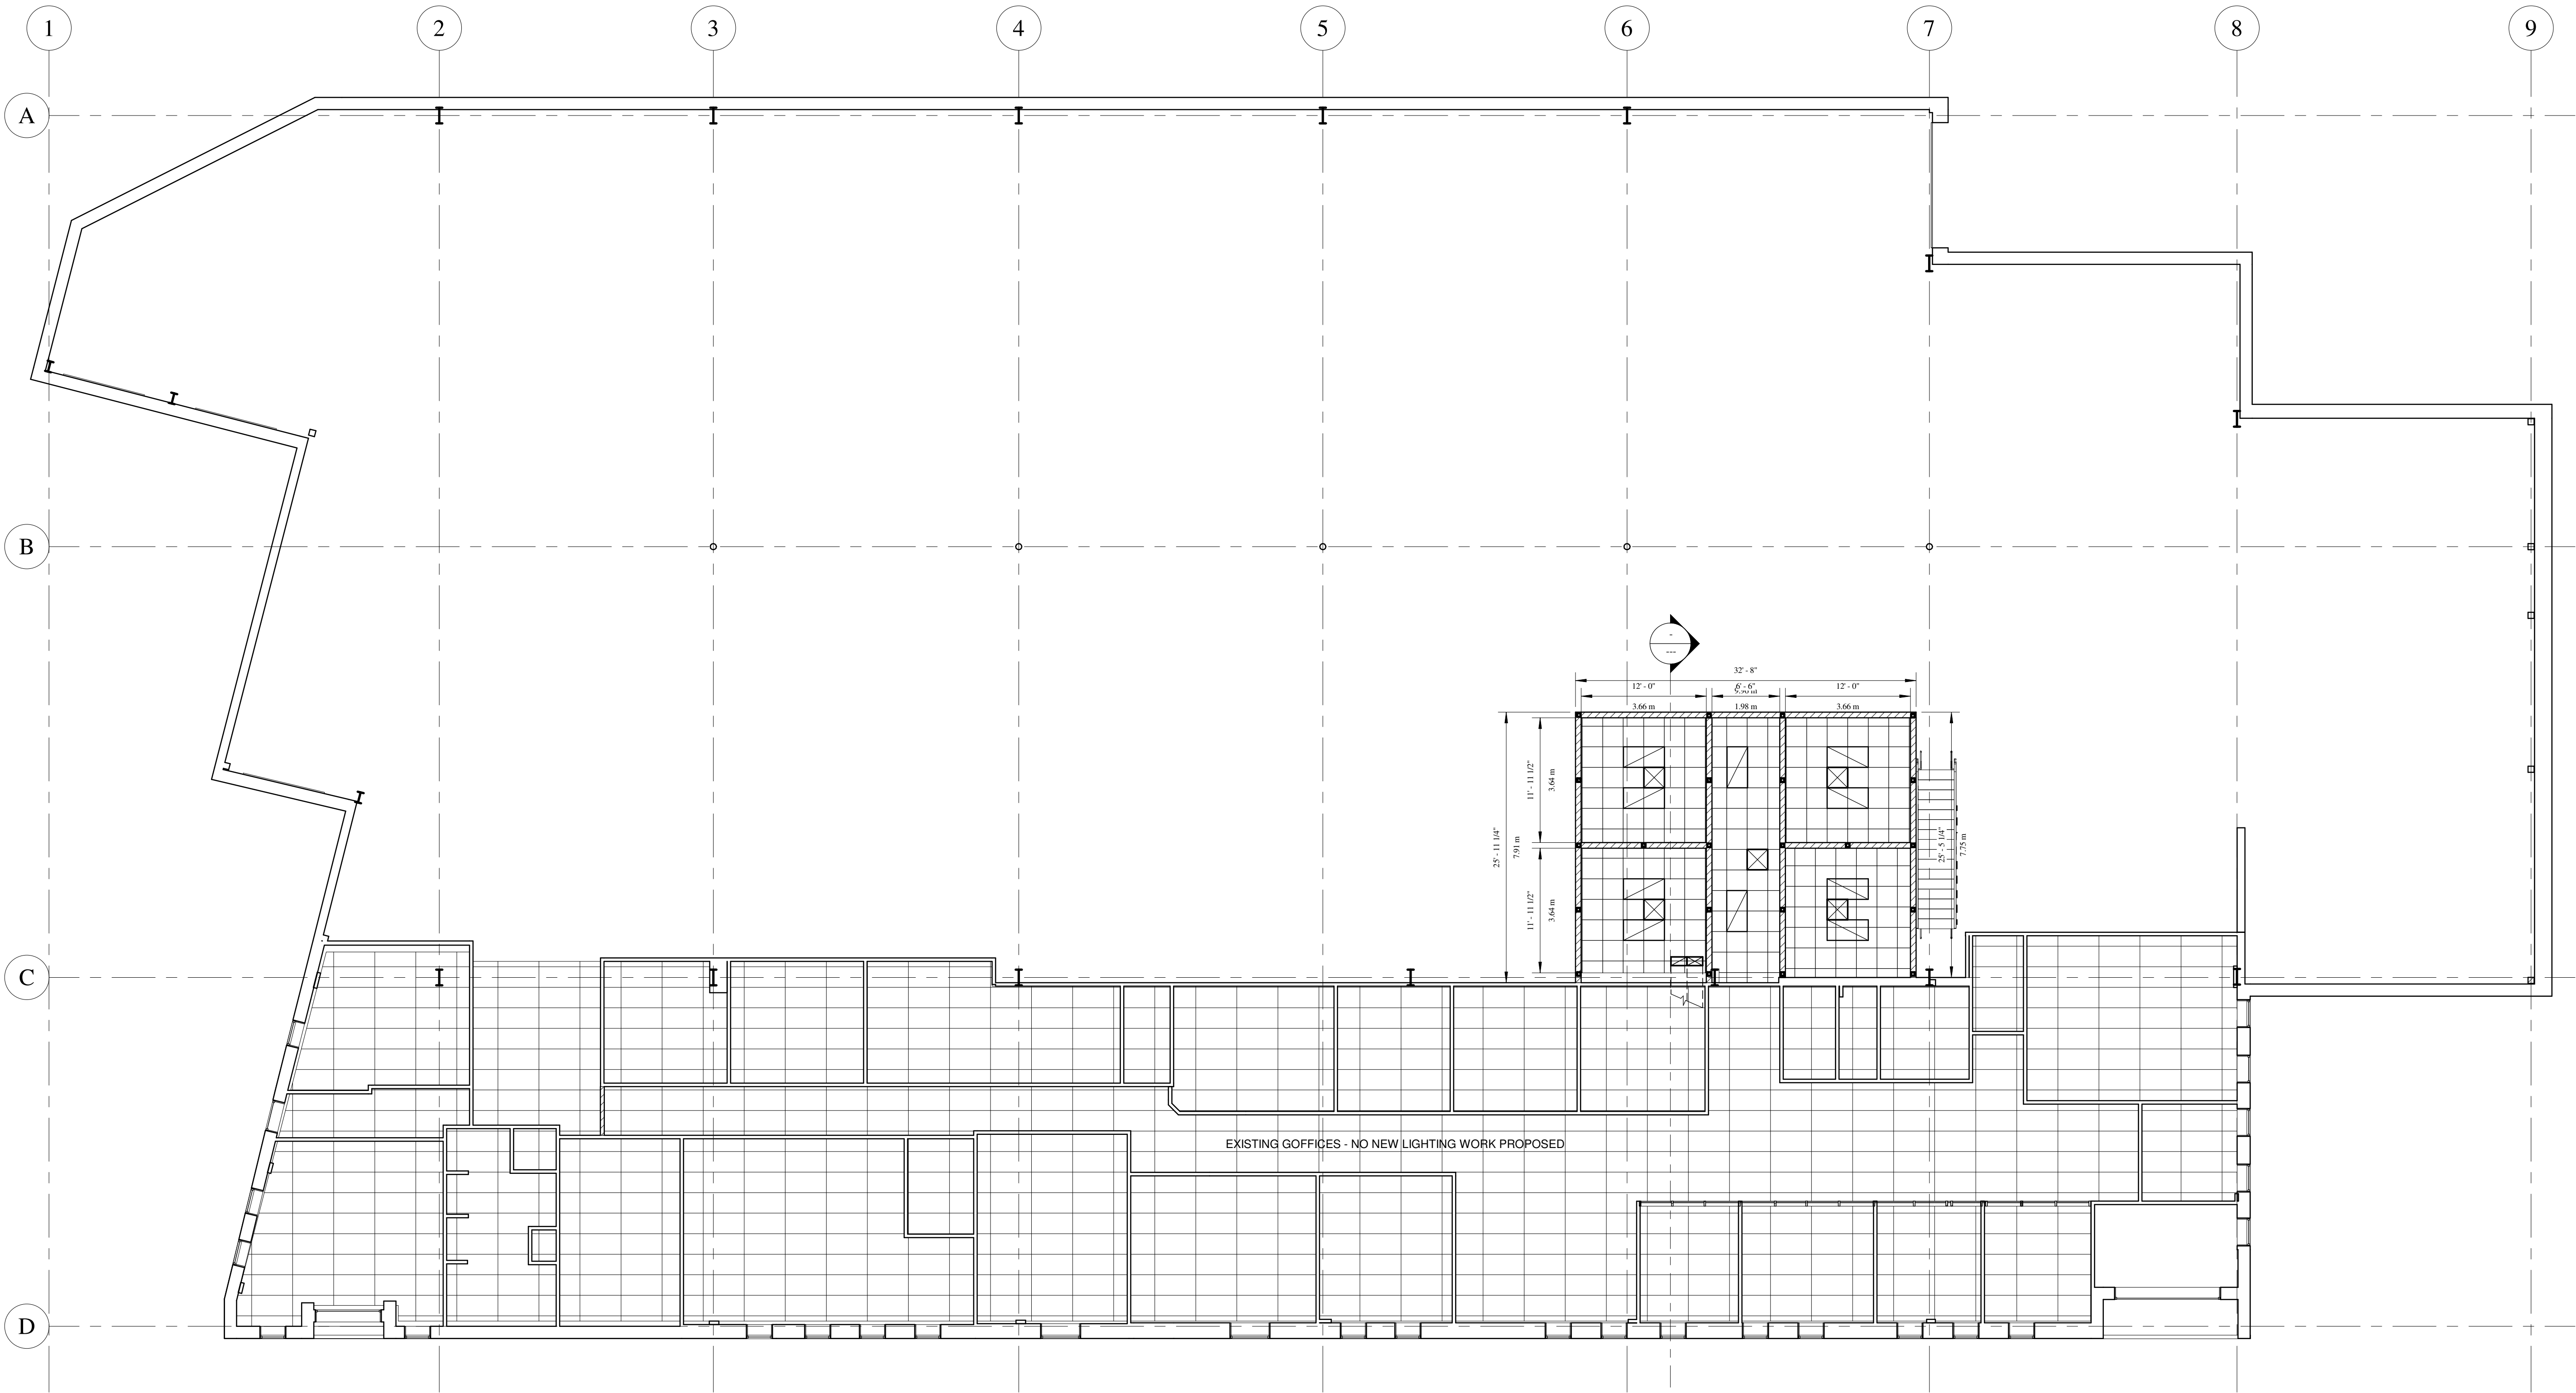 1 2 3 4 5 6 7 8 9
A
B
-
---
32' - 8"
12' - 0" 6' - 6" 12' - 0"
9.96 m
3.66 m 1.98 m 3.66 m
11' - 11 1/2"
3.64 m
25' - 11 1/4"
7.91 m
25' - 5 1/4"
7.75 m
11' - 11 1/2"
3.64 m
C
EXISTING GOFFICES - NO NEW LIGHTING WORK PROPOSED
D